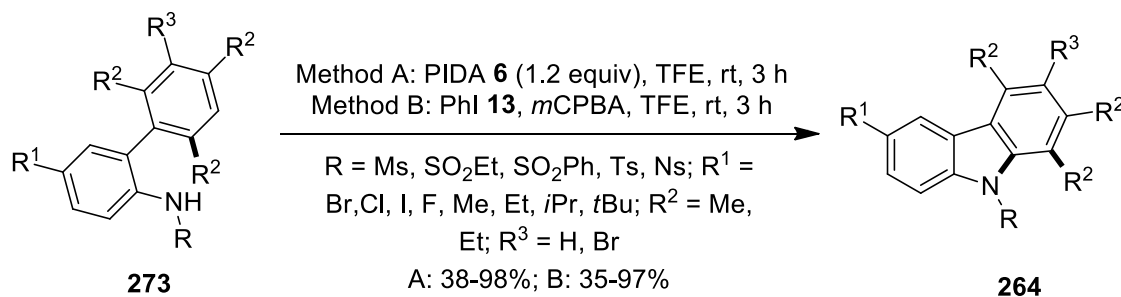 R³
R²
R²
R¹
R²
NH
R
273
Method A: PIDA 6 (1.2 equiv), TFE, rt, 3 h
Method B: PhI 13, mCPBA, TFE, rt, 3 h
R = Ms, SO₂Et, SO₂Ph, Ts, Ns; R¹ =
Br,Cl, I, F, Me, Et, iPr, tBu; R² = Me,
Et; R³ = H, Br
A: 38-98%; B: 35-97%
R²
R³
R¹
R²
R²
N
R
264